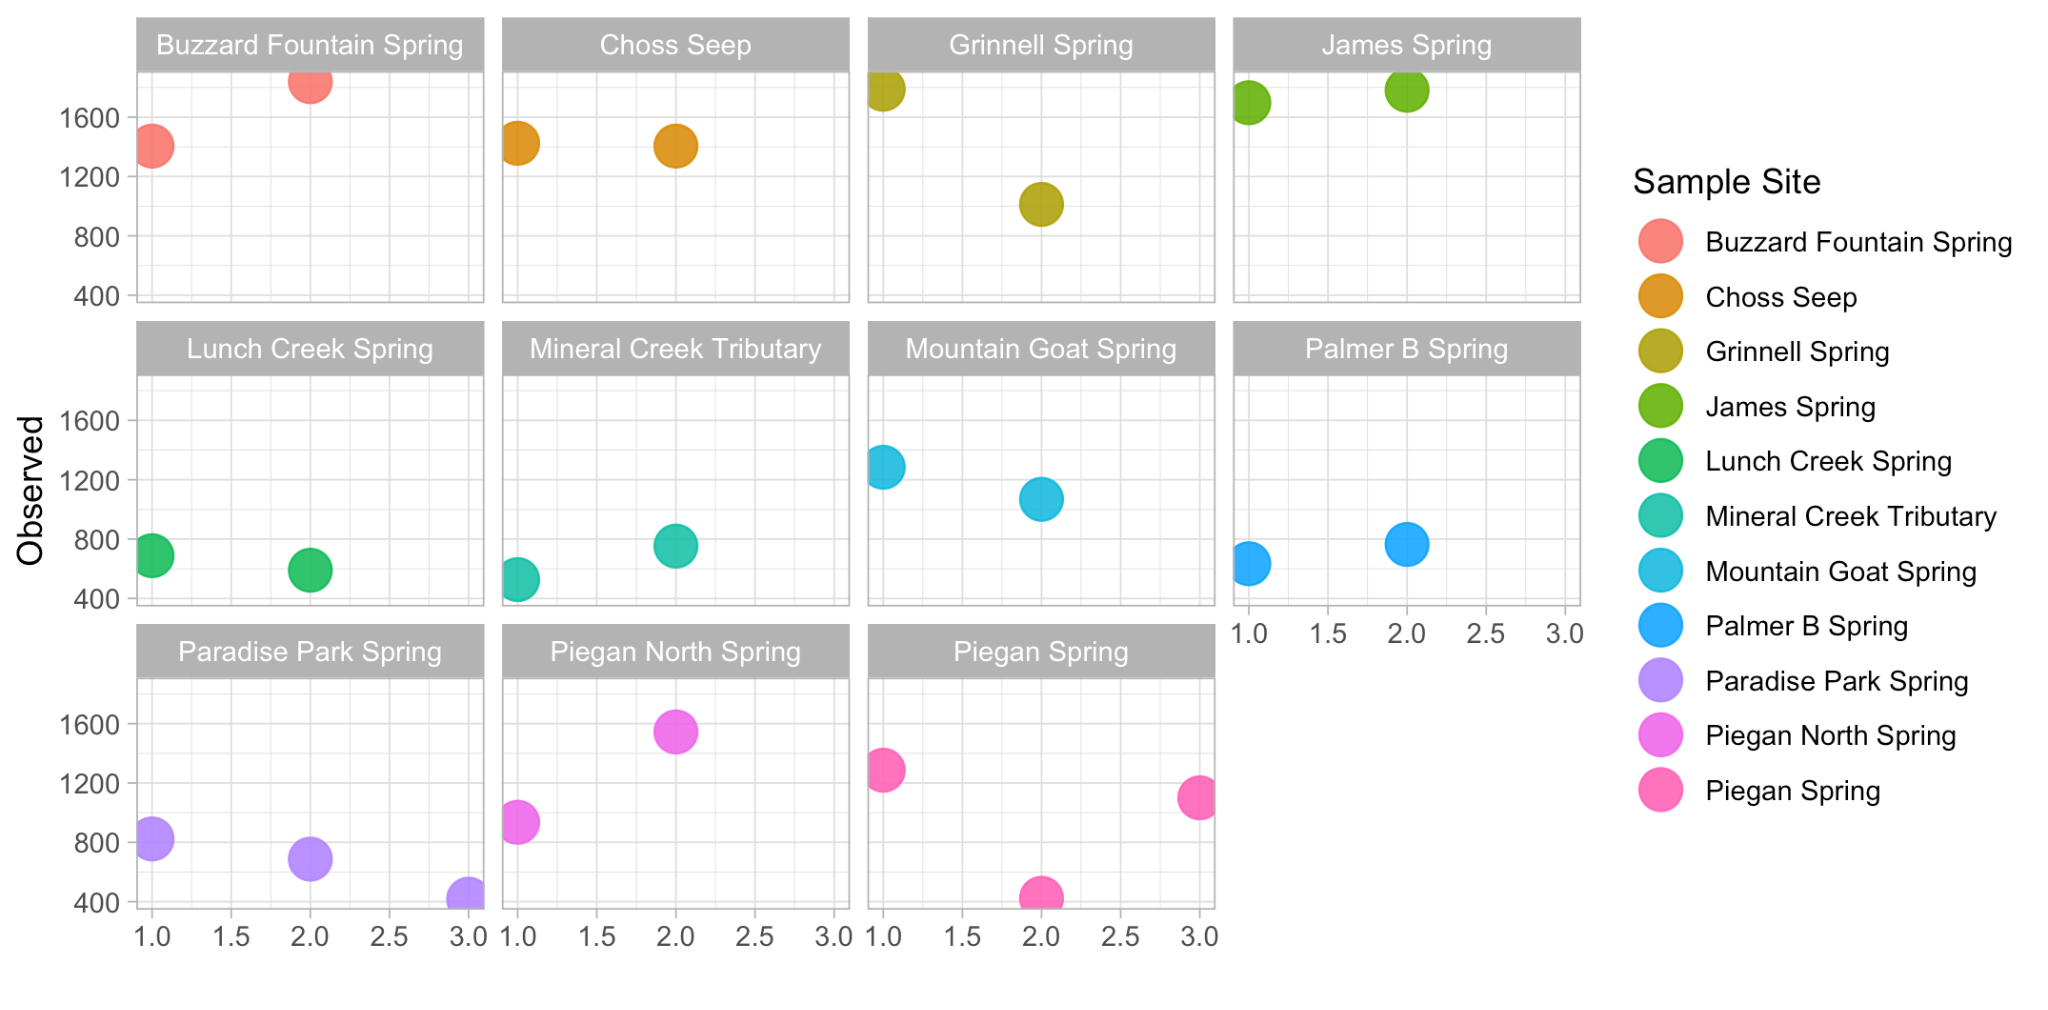 Buzzard Fountain Spring
Choss Seep
Grinnell Spring
James Spring
1600
1200
800
400
Lunch Creek Spring
Mineral Creek Tributary
Mountain Goat Spring
Palmer B Spring
1600
1200
800
400
1.0 1.5 2.0 2.5 3.0
Paradise Park Spring
Piegan North Spring
Piegan Spring
1600
1200
800
400
1.0 1.5 2.0 2.5 3.0
1.0 1.5 2.0 2.5 3.0
1.0 1.5 2.0 2.5 3.0
Observed
Sample Site
Buzzard Fountain Spring
Choss Seep
Grinnell Spring
James Spring
Lunch Creek Spring
Mineral Creek Tributary
Mountain Goat Spring
Palmer B Spring
Paradise Park Spring
Piegan North Spring
Piegan Spring